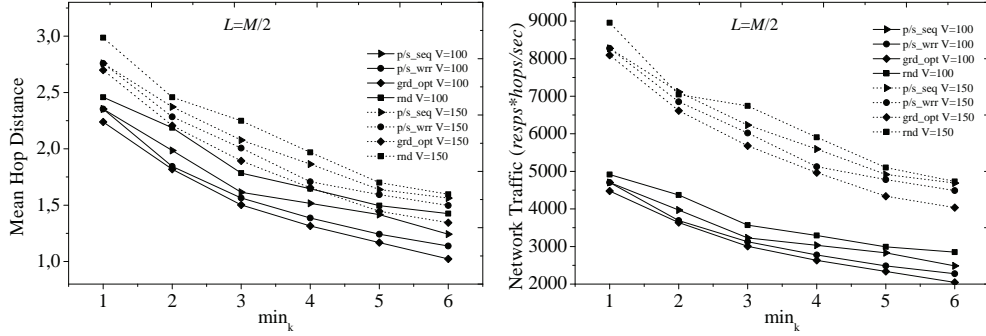 L=M/2
3,0
2,5
2,0
1,5
1,0
Mean Hop Distance
p/s_seq V=100
p/s_wrr V=100
grd_opt V=100
rnd V=100
p/s_seq V=150
p/s_wrr V=150
grd_opt V=150
rnd V=150
1 2 3 4 5 6
min_k
L=M/2
9000
8000
7000
6000
5000
4000
3000
2000
Network Traffic (resps*hops/sec)
p/s_seq V=100
p/s_wrr V=100
grd_opt V=100
rnd V=100
p/s_seq V=150
p/s_wrr V=150
grd_opt V=150
rnd V=150
1 2 3 4 5 6
min_k